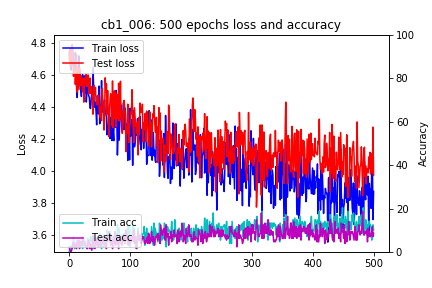 cb1_006: 500 epochs loss and accuracy
Train loss
Test loss
Train acc
Test acc
Loss
4.8
4.6
4.4
4.2
4.0
3.8
3.6
Accuracy
100
80
60
40
20
0
0
100
200
300
400
500